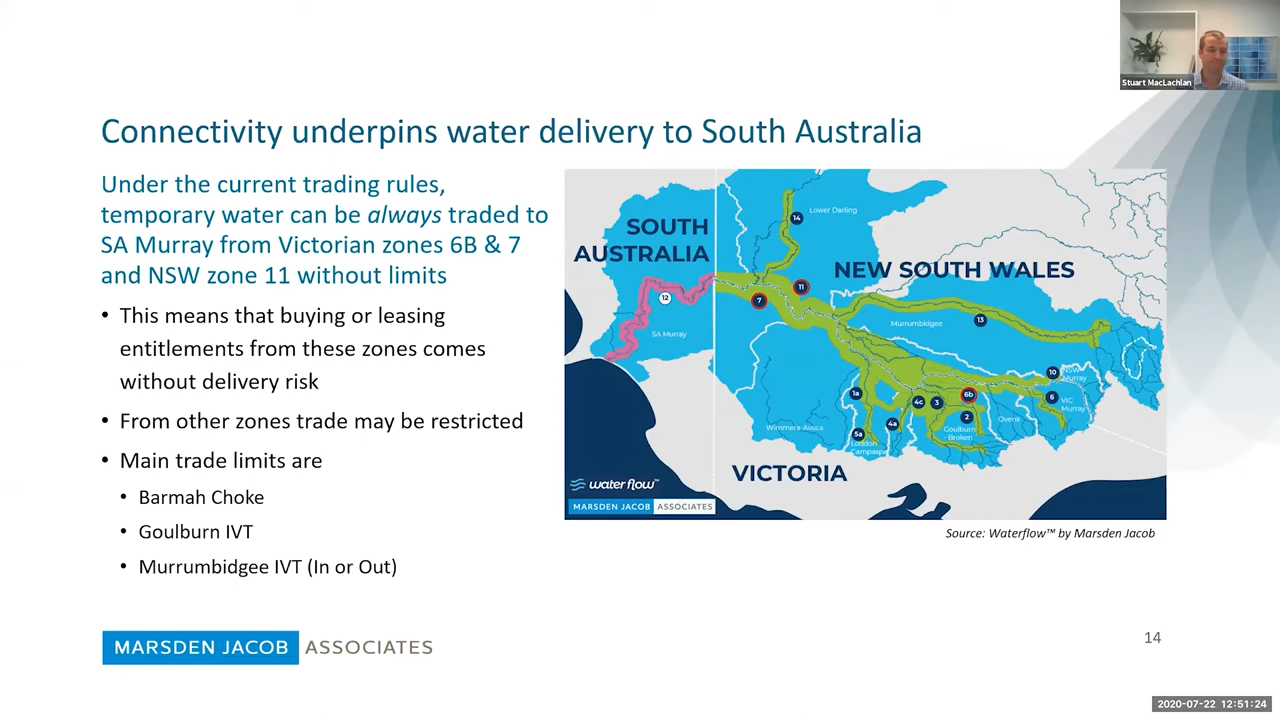 Stuart MacLachlan
Connectivity underpins water delivery to South Australia
Under the current trading rules,
temporary water can be always traded to
SA Murray from Victorian zones 6B & 7
and NSW zone 11 without limits
• This means that buying or leasing
entitlements from these zones comes
without delivery risk
• From other zones trade may be restricted
• Main trade limits are
• Barmah Choke
• Goulburn IVT
• Murrumbidgee IVT (In or Out)
14
Lower Darling
SOUTH
AUSTRALIA
NEW SOUTH WALES
11
7
12
13
Murrumbidgee
SA Murray
10
NSW
Murray
1a
6b
6
4c
3
VIC
Murray
2
4a
Wimmera-Avoca
5a
Goulburn
- Broken
Ovens
Loddon
Campaspe
VICTORIA
waterflow™
MARSDEN JACOB ASSOCIATES
Source: Waterflow™ by Marsden Jacob
MARSDEN JACOB ASSOCIATES
14
2020-07-22 12:51:24